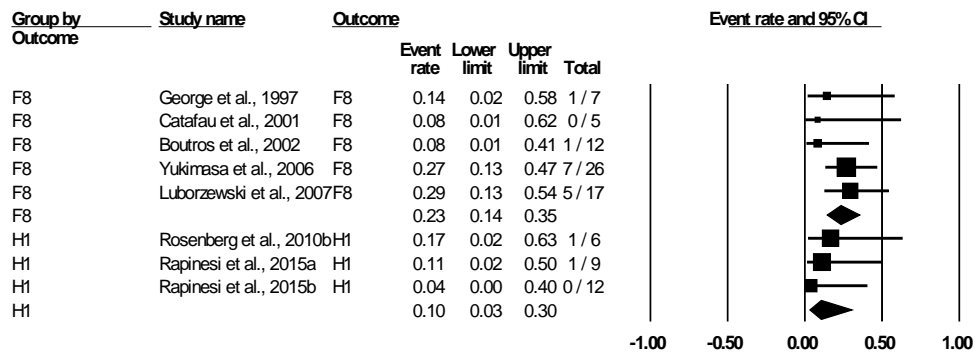 Group by Study name Outcome Event rate and 95% CI
Outcome
Event Lower Upper
rate limit limit Total
F8 George et al., 1997 F8 0.14 0.02 0.58 1 / 7
F8 Catafau et al., 2001 F8 0.08 0.01 0.62 0 / 5
F8 Boutros et al., 2002 F8 0.08 0.01 0.41 1 / 12
F8 Yukimasa et al., 2006 F8 0.27 0.13 0.47 7 / 26
F8 Luborzewski et al., 2007 F8 0.29 0.13 0.54 5 / 17
F8 0.23 0.14 0.35
H1 Rosenberg et al., 2010b H1 0.17 0.02 0.63 1 / 6
H1 Rapinesi et al., 2015a H1 0.11 0.02 0.50 1 / 9
H1 Rapinesi et al., 2015b H1 0.04 0.00 0.40 0 / 12
H1 0.10 0.03 0.30
-1.00 -0.50 0.00 0.50 1.00